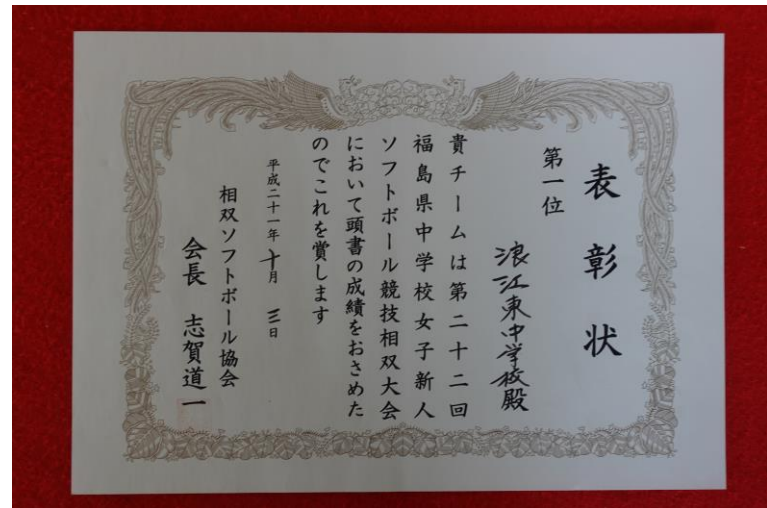 表彰状
第一位
浪江東中学校殿
貴チームは第二十二回
福島県中学校女子新人
ソフトボール競技相双大会
において頭書の成績をおさめた
のでこれを賞します
平成二十一年十月三日
相双ソフトボール協会
会長 志賀道一